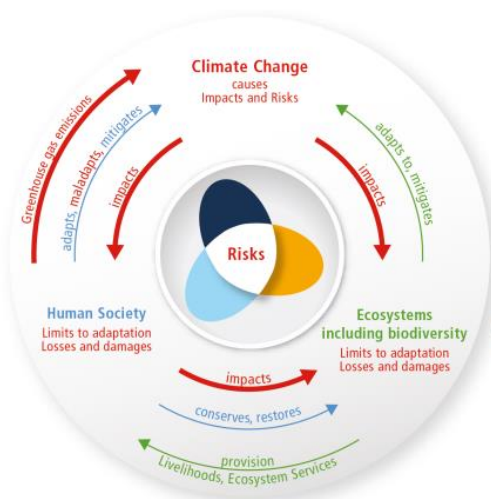 Climate Change
causes
Impacts and Risks
Greenhouse gas emissions
adapts, maladapts, mitigates
impacts
impacts
adapts to, mitigates
Risks
Human Society
Limits to adaptation
Losses and damages
Ecosystems
including biodiversity
Limits to adaptation
Losses and damages
impacts
conserves, restores
provision
Livelihoods, Ecosystem Services